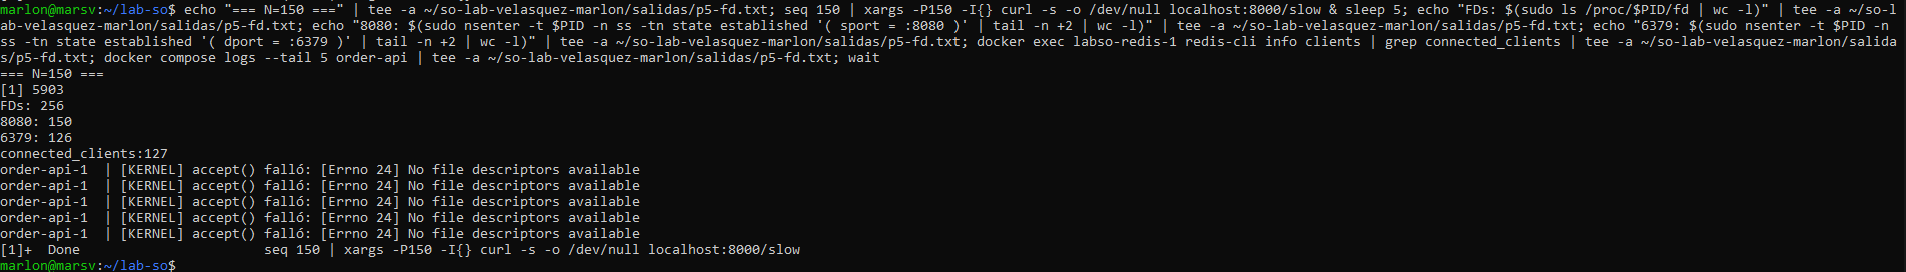 marlon@marsv:~/lab-so$ echo "=== N=150 ===" | tee -a ~/so-lab-velasquez-marlon/salidas/p5-fd.txt; seq 150 | xargs -P150 -I{} curl -s -o /dev/null localhost:8000/slow & sleep 5; echo "FDs: $(sudo ls /proc/$PID/fd | wc -l)" | tee -a ~/so-l
ab-velasquez-marlon/salidas/p5-fd.txt; echo "8080: $(sudo nsenter -t $PID -n ss -tn state established '( sport = :8080 )' | tail -n +2 | wc -l)" | tee -a ~/so-lab-velasquez-marlon/salidas/p5-fd.txt; echo "6379: $(sudo nsenter -t $PID -n
ss -tn state established '( dport = :6379 )' | tail -n +2 | wc -l)" | tee -a ~/so-lab-velasquez-marlon/salidas/p5-fd.txt; docker exec labso-redis-1 redis-cli info clients | grep connected_clients | tee -a ~/so-lab-velasquez-marlon/salida
s/p5-fd.txt; docker compose logs --tail 5 order-api | tee -a ~/so-lab-velasquez-marlon/salidas/p5-fd.txt; wait
=== N=150 ===
[1] 5903
FDs: 256
8080: 150
6379: 126
connected_clients:127
order-api-1  | [KERNEL] accept() falló: [Errno 24] No file descriptors available
order-api-1  | [KERNEL] accept() falló: [Errno 24] No file descriptors available
order-api-1  | [KERNEL] accept() falló: [Errno 24] No file descriptors available
order-api-1  | [KERNEL] accept() falló: [Errno 24] No file descriptors available
order-api-1  | [KERNEL] accept() falló: [Errno 24] No file descriptors available
[1]+  Done                    seq 150 | xargs -P150 -I{} curl -s -o /dev/null localhost:8000/slow
marlon@marsv:~/lab-so$